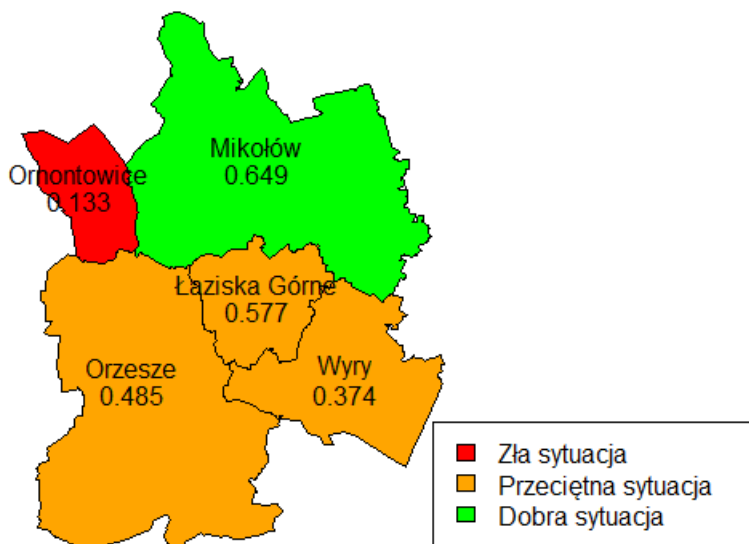 Mikołów
0.649
Ornontowice
0.133
Łaziska Górne
0.577
Orzesze
0.485
Wyry
0.374
Zła sytuacja
Przeciętna sytuacja
Dobra sytuacja